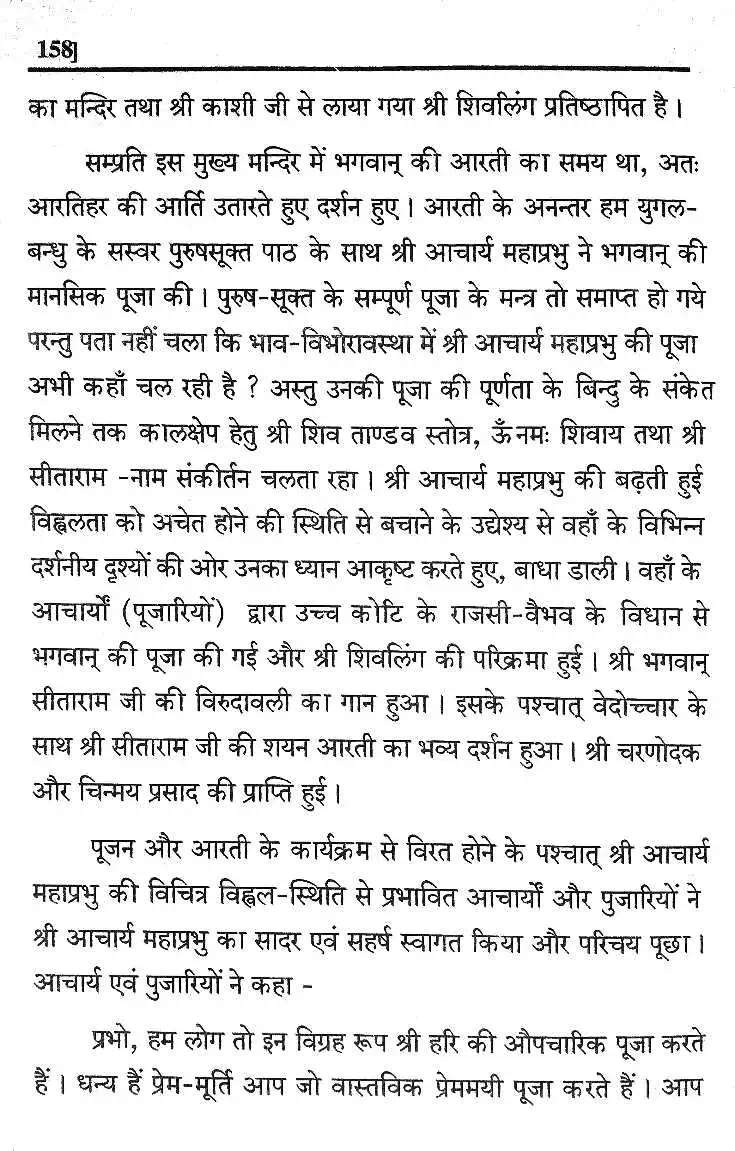 158]
का मन्दिर तथा श्री काशी जी से लाया गया श्री शिवलिंग प्रतिष्ठापित है।
सम्प्रति इस मुख्य मन्दिर में भगवान् की आरती का समय था, अतः
आरतिहर की आर्ति उतारते हुए दर्शन हुए। आरती के अनन्तर हम युगल-
बन्धु के सस्वर पुरुषसूक्त पाठ के साथ श्री आचार्य महाप्रभु ने भगवान् की
मानसिक पूजा की। पुरुष-सूक्त के सम्पूर्ण पूजा के मन्त्र तो समाप्त हो गये
परन्तु पता नहीं चला कि भाव-विभोरावस्था में श्री आचार्य महाप्रभु की पूजा
अभी कहाँ चल रही है ? अस्तु उनकी पूजा की पूर्णता के बिन्दु के संकेत
मिलने तक कालक्षेप हेतु श्री शिव ताण्डव स्तोत्र, ऊँ नमः शिवाय तथा श्री
सीताराम -नाम संकीर्तन चलता रहा। श्री आचार्य महाप्रभु की बढ़ती हुई
विह्वलता को अचेत होने की स्थिति से बचाने के उद्येश्य से वहाँ के विभिन्न
दर्शनीय दृश्यों की ओर उनका ध्यान आकृष्ट करते हुए, बाधा डाली। वहाँ के
आचार्यों (पूजारियों) द्वारा उच्च कोटि के राजसी-वैभव के विधान से
भगवान् की पूजा की गई और श्री शिवलिंग की परिक्रमा हुई। श्री भगवान्
सीताराम जी की विरुदावली का गान हुआ। इसके पश्चात् वेदोच्चार के
साथ श्री सीताराम जी की शयन आरती का भव्य दर्शन हुआ। श्री चरणोदक
और चिन्मय प्रसाद की प्राप्ति हुई।
पूजन और आरती के कार्यक्रम से विरत होने के पश्चात् श्री आचार्य
महाप्रभु की विचित्र विह्वल-स्थिति से प्रभावित आचार्यों और पुजारियों ने
श्री आचार्य महाप्रभु का सादर एवं सहर्ष स्वागत किया और परिचय पूछा।
आचार्य एवं पुजारियों ने कहा -
प्रभो, हम लोग तो इन विग्रह रूप श्री हरि की औपचारिक पूजा करते
हैं। धन्य हैं प्रेम-मूर्ति आप जो वास्तविक प्रेममयी पूजा करते हैं। आप